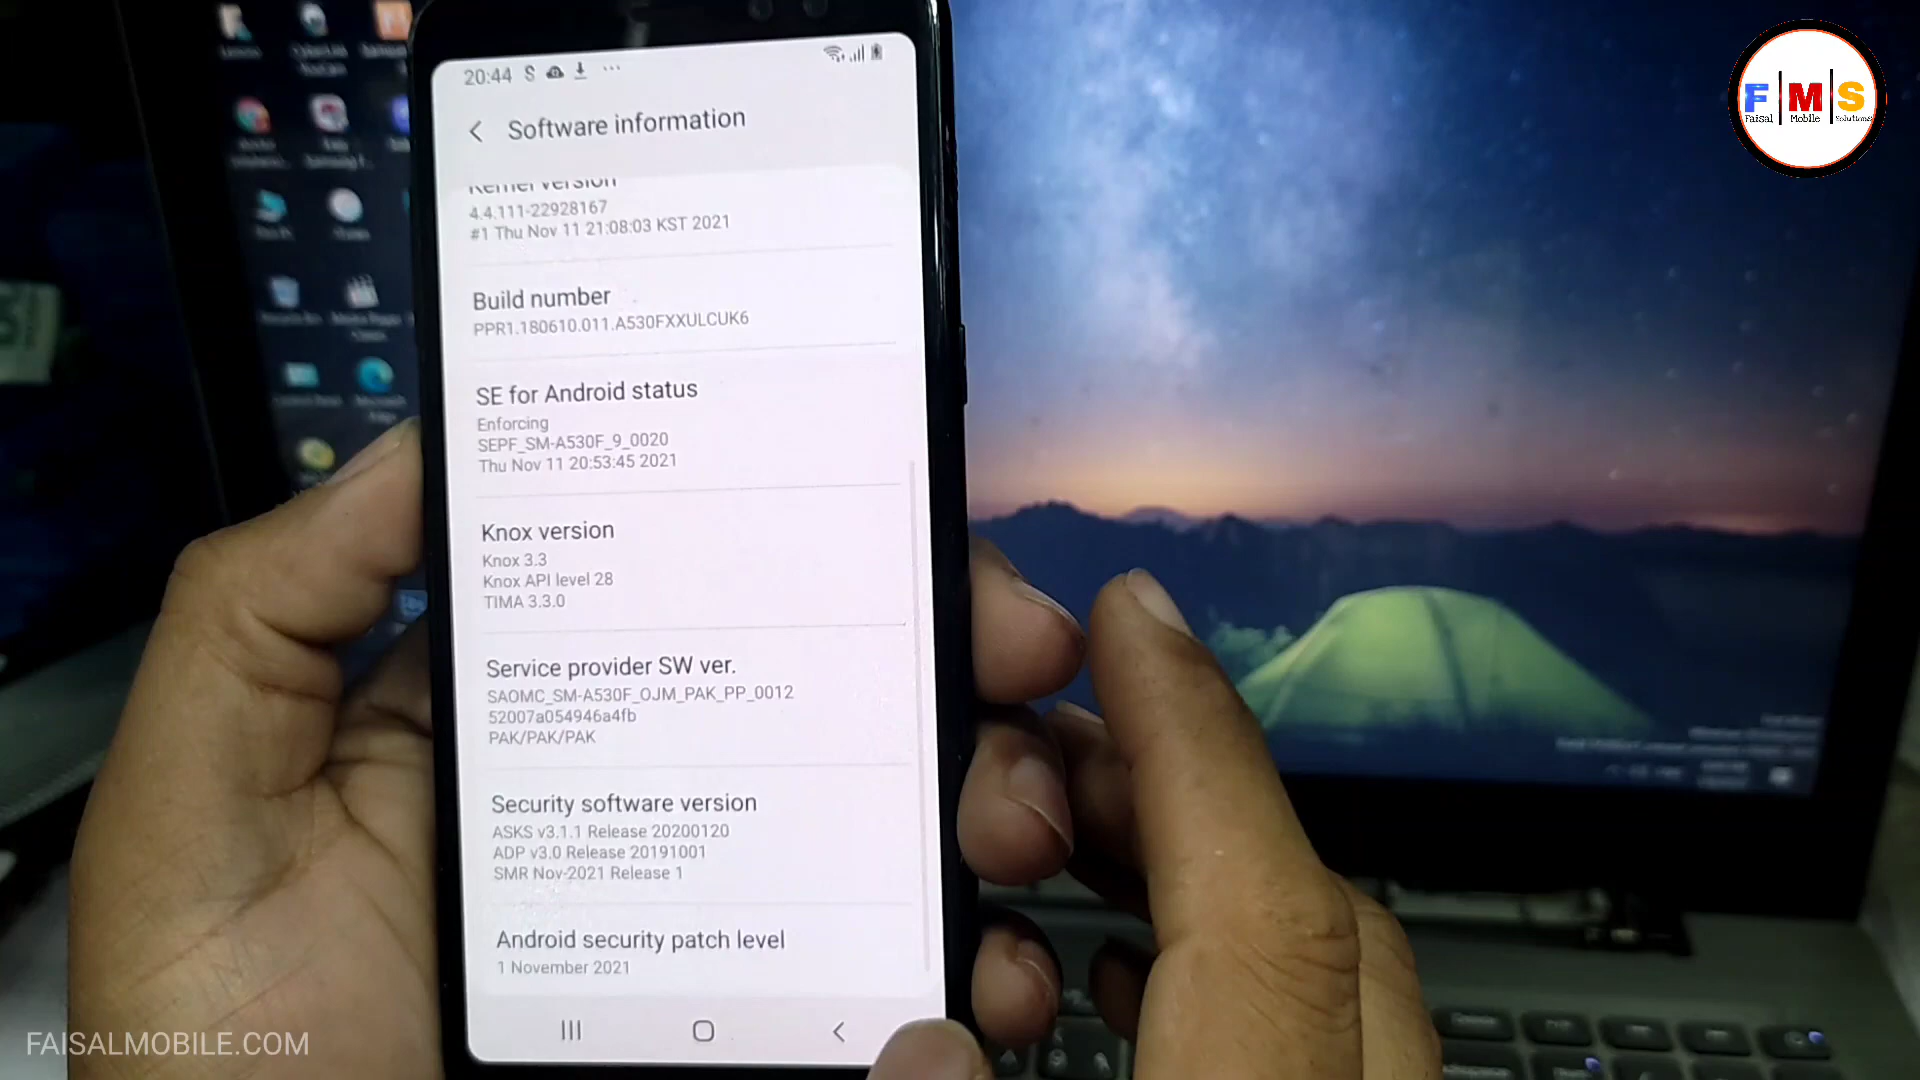 20:44 S
Software information
Kernel version
4.4.111-22928167
#1 Thu Nov 11 21:08:03 KST 2021
Build number
PPR1.180610.011.A530FXXULCUK6
SE for Android status
Enforcing
SEPF_SM-A530F_9_0020
Thu Nov 11 20:53:45 2021
Knox version
Knox 3.3
Knox API level 28
TIMA 3.3.0
Service provider SW ver.
SAOMC_SM-A530F_OJM_PAK_PP_0012
52007a054946a4fb
PAK/PAK/PAK
Security software version
ASKS v3.1.1 Release 20200120
ADP v3.0 Release 20191001
SMR Nov-2021 Release 1
Android security patch level
1 November 2021
F M S
Faisal Mobile Solutions
FAISALMOBILE.COM